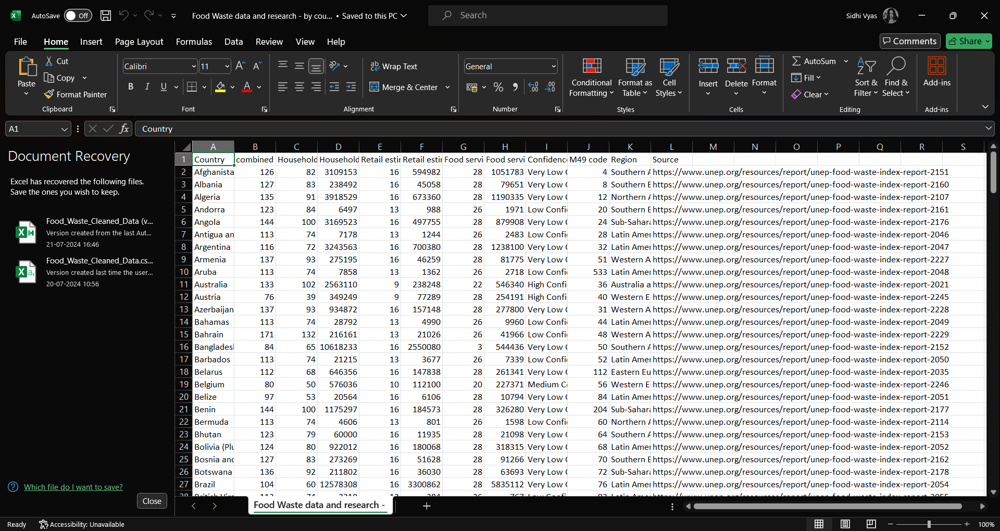 AutoSave Off Food Waste data and research - by cou... • Saved to this PC Search Sidhi Vyas
File Home Insert Page Layout Formulas Data Review View Help Comments Share
Paste Cut Copy Format Painter Clipboard
Calibri 11 B I U A Font
Wrap Text Merge & Center Alignment
General % Number
Conditional Formatting Format as Table Cell Styles Styles
Insert Delete Format Cells
AutoSum Fill Clear Sort & Filter Find & Select Editing
Add-ins Add-ins
A1 fx Country
Document Recovery
Excel has recovered the following files.
Save the ones you wish to keep.
Food_Waste_Cleaned_Data (v...
Version created from the last Aut...
21-07-2024 16:46
Food_Waste_Cleaned_Data.cs...
Version created last time the user...
20-07-2024 10:56
Which file do I want to save?
Close
A B C D E F G H I J K L M N O P Q R S
1 Country combined Household Household Retail estin Retail estin Food servi Food servi Confidenc M49 code Region Source
2 Afghanista 126 82 3109153 16 594982 28 1051783 Very Low C 4 Southern A https://www.unep.org/resources/report/unep-food-waste-index-report-2151
3 Albania 127 83 238492 16 45058 28 79651 Very Low C 8 Southern E https://www.unep.org/resources/report/unep-food-waste-index-report-2160
4 Algeria 135 91 3918529 16 673360 28 1190335 Very Low C 12 Northern A https://www.unep.org/resources/report/unep-food-waste-index-report-2107
5 Andorra 123 84 6497 13 988 26 1971 Low Confi 20 Southern E https://www.unep.org/resources/report/unep-food-waste-index-report-2161
6 Angola 144 100 3169523 16 497755 28 879908 Very Low C 24 Sub-Sahara https://www.unep.org/resources/report/unep-food-waste-index-report-2176
7 Antigua an 113 74 7178 13 1244 26 2483 Low Confi 28 Latin Amer https://www.unep.org/resources/report/unep-food-waste-index-report-2046
8 Argentina 116 72 3243563 16 700380 28 1238100 Very Low C 32 Latin Amer https://www.unep.org/resources/report/unep-food-waste-index-report-2047
9 Armenia 137 93 275195 16 46259 28 81775 Very Low C 51 Western A https://www.unep.org/resources/report/unep-food-waste-index-report-2227
10 Aruba 113 74 7858 13 1362 26 2718 Low Confi 533 Latin Amer https://www.unep.org/resources/report/unep-food-waste-index-report-2048
11 Australia 133 102 2563110 9 238248 22 546340 High Confi 36 Australia a https://www.unep.org/resources/report/unep-food-waste-index-report-2021
12 Austria 76 39 349249 9 77289 28 254191 High Confi 40 Western E https://www.unep.org/resources/report/unep-food-waste-index-report-2245
13 Azerbaijan 137 93 934872 16 157148 28 277800 Very Low C 31 Western A https://www.unep.org/resources/report/unep-food-waste-index-report-2228
14 Bahamas 113 74 28792 13 4990 26 9960 Low Confi 44 Latin Amer https://www.unep.org/resources/report/unep-food-waste-index-report-2049
15 Bahrain 171 132 216161 13 21026 26 41966 Low Confi 48 Western A https://www.unep.org/resources/report/unep-food-waste-index-report-2229
16 Bangladesh 84 65 10618233 16 2550080 3 544436 Very Low C 50 Southern A https://www.unep.org/resources/report/unep-food-waste-index-report-2152
17 Barbados 113 74 21215 13 3677 26 7339 Low Confi 52 Latin Amer https://www.unep.org/resources/report/unep-food-waste-index-report-2050
18 Belarus 112 68 646356 16 147838 28 261341 Very Low C 112 Eastern Eu https://www.unep.org/resources/report/unep-food-waste-index-report-2035
19 Belgium 80 50 576036 10 112100 20 227371 Medium C 56 Western E https://www.unep.org/resources/report/unep-food-waste-index-report-2246
20 Belize 97 53 20564 16 6106 28 10794 Very Low C 84 Latin Amer https://www.unep.org/resources/report/unep-food-waste-index-report-2051
21 Benin 144 100 1175297 16 184573 28 326280 Very Low C 204 Sub-Sahara https://www.unep.org/resources/report/unep-food-waste-index-report-2177
22 Bermuda 113 74 4606 13 801 26 1598 Low Confi 60 Northern A https://www.unep.org/resources/report/unep-food-waste-index-report-2114
23 Bhutan 123 79 60000 16 11935 28 21098 Very Low C 64 Southern A https://www.unep.org/resources/report/unep-food-waste-index-report-2153
24 Bolivia (Plu 124 80 922012 16 180068 28 318315 Very Low C 68 Latin Amer https://www.unep.org/resources/report/unep-food-waste-index-report-2052
25 Bosnia and 127 83 273269 16 51628 28 91266 Very Low C 70 Southern E https://www.unep.org/resources/report/unep-food-waste-index-report-2162
26 Botswana 136 92 211802 16 36030 28 63693 Very Low C 72 Sub-Sahara https://www.unep.org/resources/report/unep-food-waste-index-report-2178
27 Brazil 104 60 12578308 16 3300862 28 5835112 Very Low C 76 Latin Amer https://www.unep.org/resources/report/unep-food-waste-index-report-2054
Food Waste data and research -
Ready Accessibility: Unavailable 100%